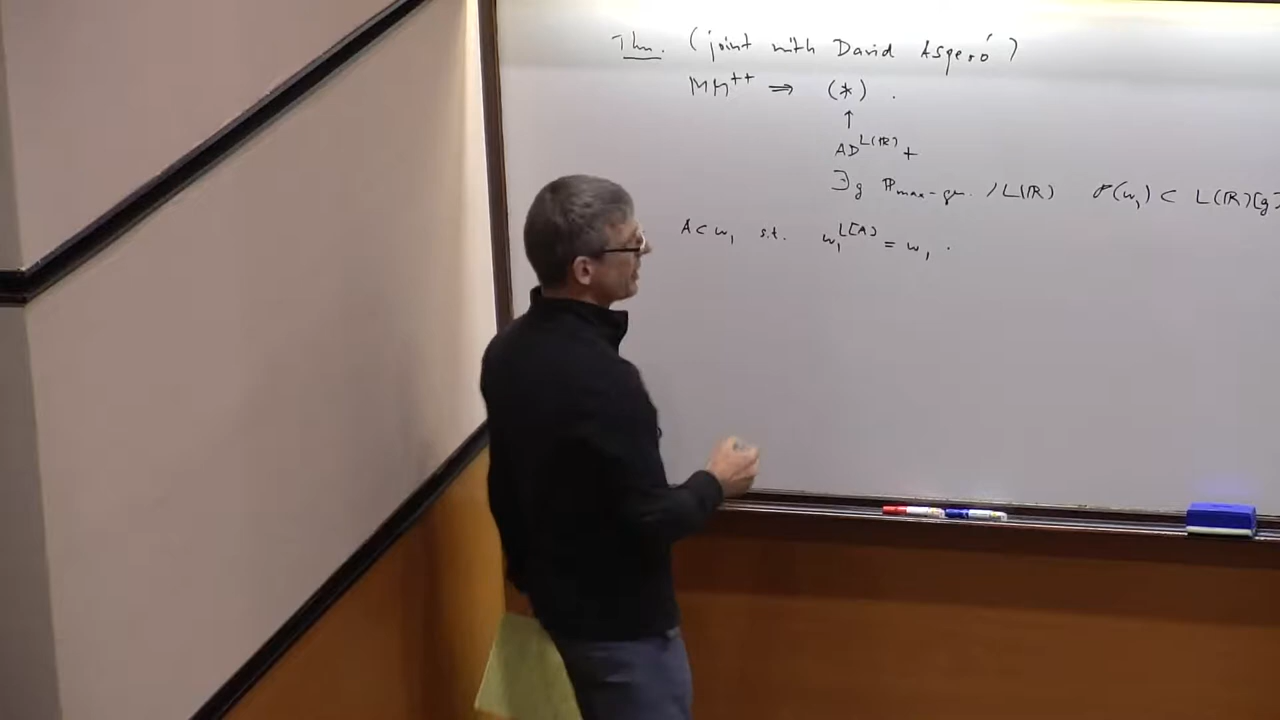 Thm. (joint with David Asperó)
MM⁺⁺ ⟹ (*) .
↑
AD^{L(ℝ)} +
∃g ℙmax-gen. / L(ℝ) 𝒫(ω₁) ⊂ L(ℝ)[g]
A ⊂ ω₁ s.t. ω₁^{L[A]} = ω₁ .